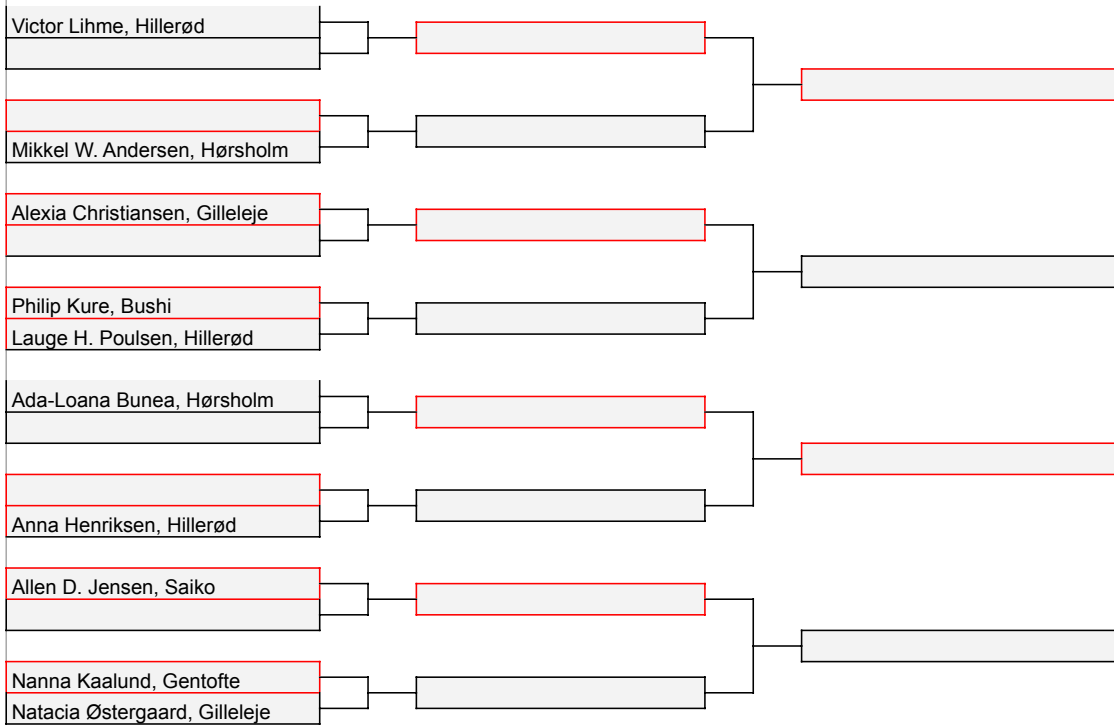 Victor Lihme, Hillerød
Mikkel W. Andersen, Hørsholm
Alexia Christiansen, Gilleleje
Philip Kure, Bushi
Lauge H. Poulsen, Hillerød
Ada-Loana Bunea, Hørsholm
Anna Henriksen, Hillerød
Allen D. Jensen, Saiko
Nanna Kaalund, Gentofte
Natacia Østergaard, Gilleleje